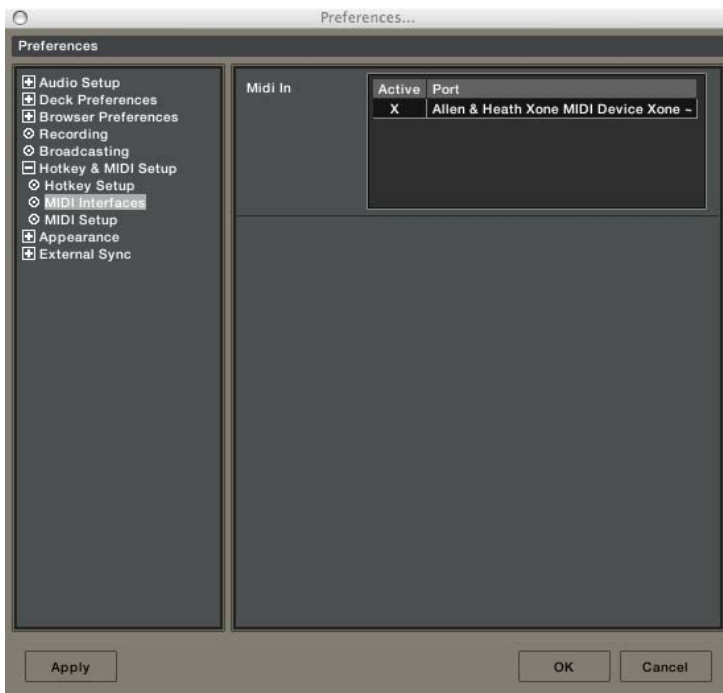 Preferences...
Preferences
Audio Setup
Deck Preferences
Browser Preferences
Recording
Broadcasting
Hotkey & MIDI Setup
Hotkey Setup
MIDI Interfaces
MIDI Setup
Appearance
External Sync
Midi In
Active Port
X Allen & Heath Xone MIDI Device Xone ~
Apply
OK Cancel